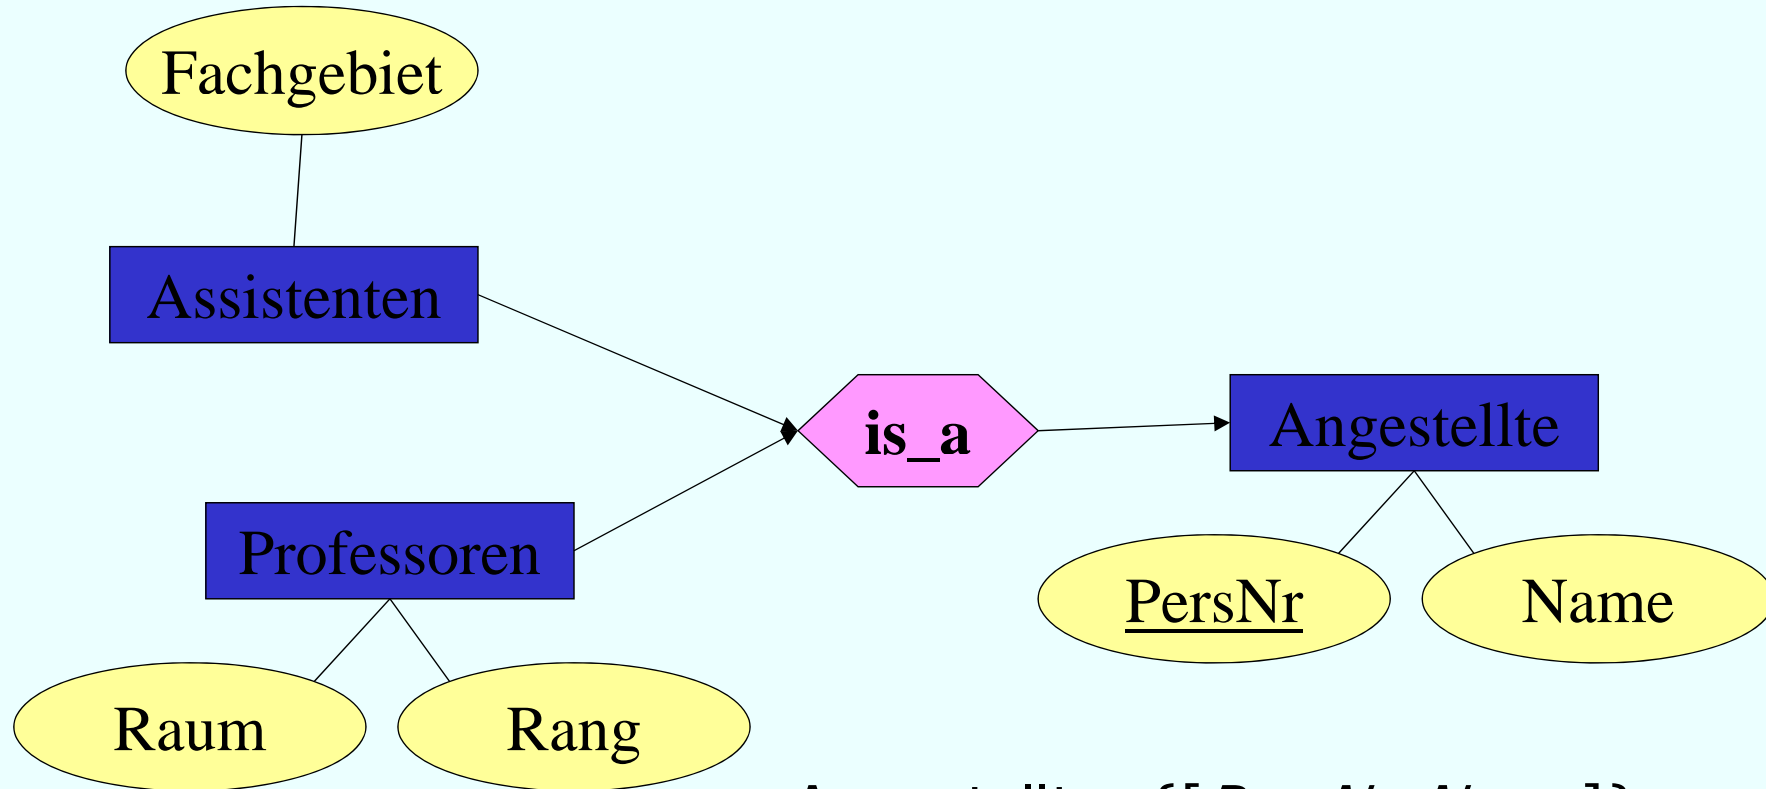 Fachgebiet
Assistenten
is_a
Angestellte
Professoren
PersNr
Name
Raum
Rang